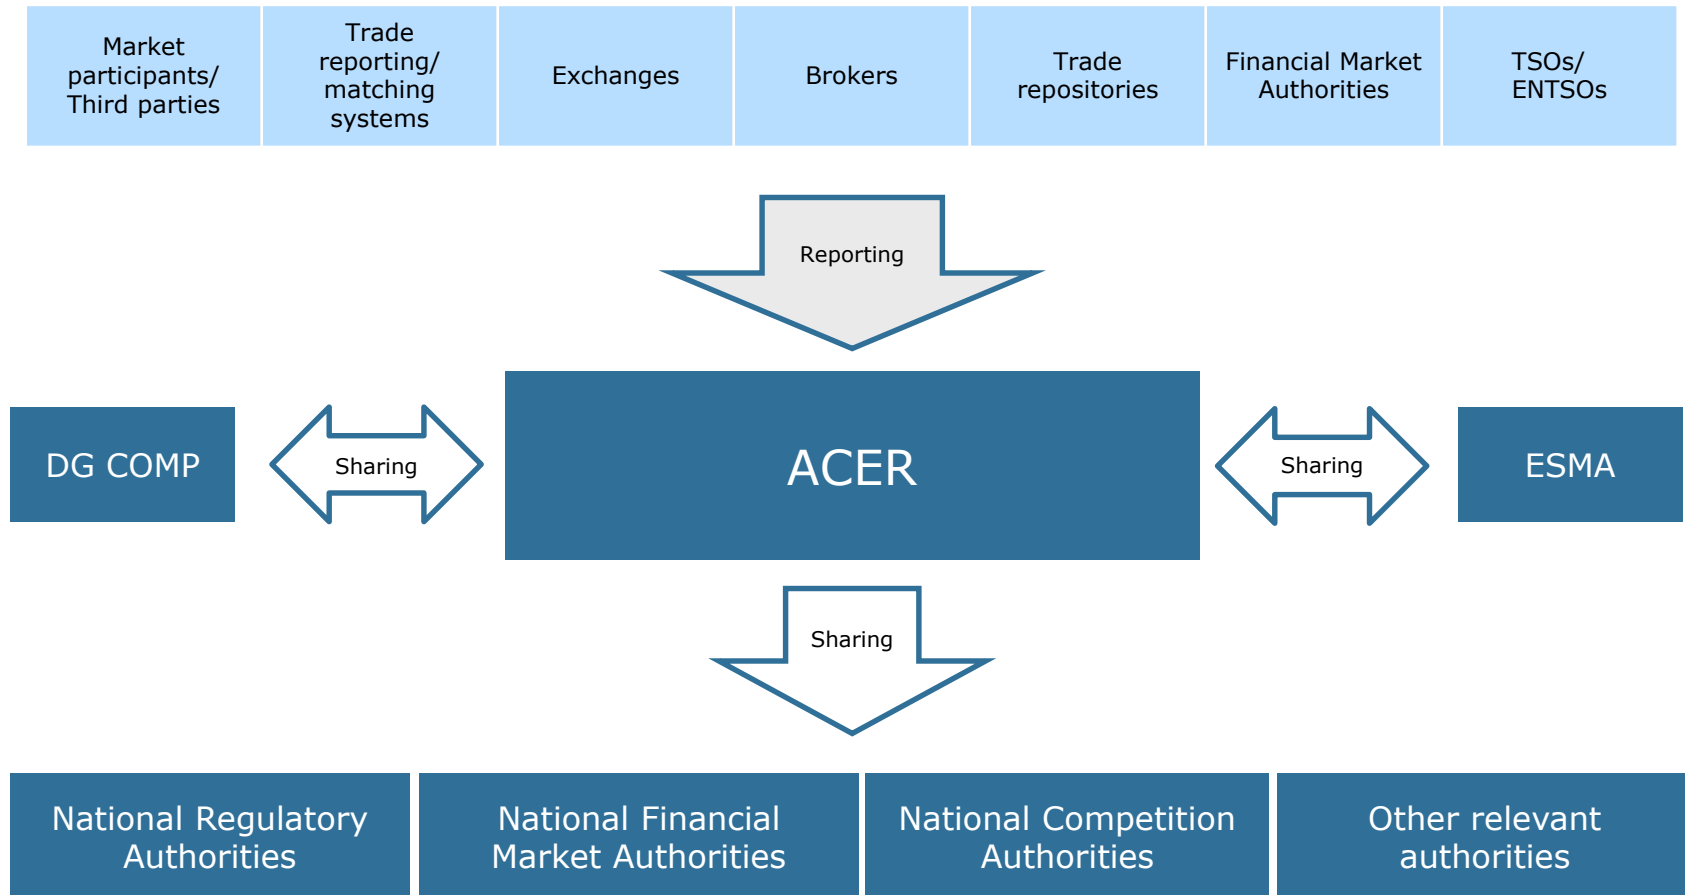 Market
participants/
Third parties
Trade
reporting/
matching
systems
Exchanges
Brokers
Trade
repositories
Financial Market
Authorities
TSOs/
ENTSOs
Reporting
DG COMP
Sharing
ACER
Sharing
ESMA
Sharing
National Regulatory
Authorities
National Financial
Market Authorities
National Competition
Authorities
Other relevant
authorities